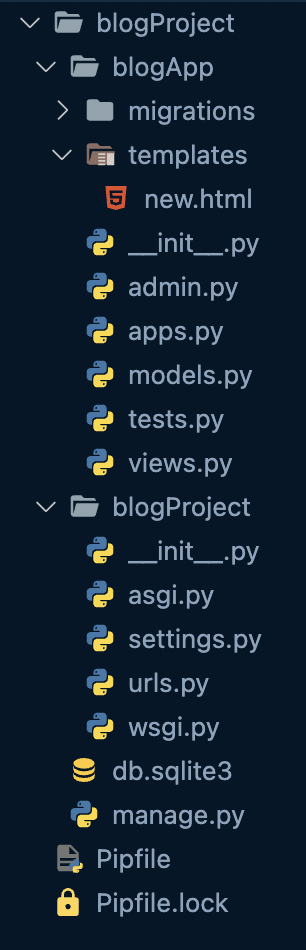 blogProject
blogApp
migrations
templates
new.html
__init__.py
admin.py
apps.py
models.py
tests.py
views.py
blogProject
__init__.py
asgi.py
settings.py
urls.py
wsgi.py
db.sqlite3
manage.py
Pipfile
Pipfile.lock